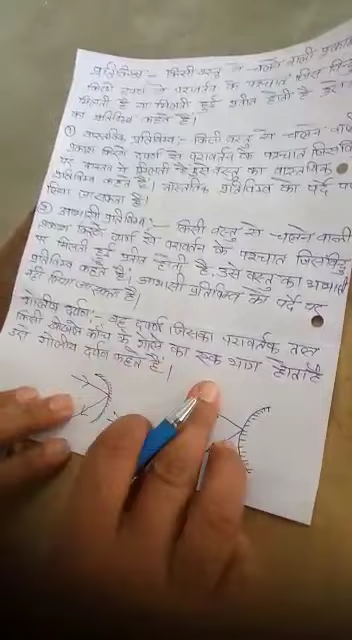 प्रतिबिम्ब:- किसी वस्तु से चलने वाली प्रकाश
किसी दर्पण से परावर्तन के पश्चात जिस बिन्दु
मिलती है या मिलती हुई प्रतीत होती है उस
का प्रतिबिम्ब कहते है।
① वास्तविक प्रतिबिम्ब:- किसी वस्तु से चलने वाली
प्रकाश किसी दर्पण से परावर्तन के पश्चात जिस बिन्दु
पर वास्तव में मिलती है उसे वस्तु का वास्तविक
प्रतिबिम्ब कहते है। वास्तविक प्रतिबिम्ब को पर्दे पर
लिया जा सकता है।
② आभासी प्रतिबिम्ब:- किसी वस्तु से चलने वाली
प्रकाश किसी दर्पण से परावर्तन के पश्चात जिस बिन्दु
पर मिलती हुई प्रतीत होती है, उसे वस्तु का आभासी
प्रतिबिम्ब कहते है। आभासी प्रतिबिम्ब को पर्दे पर
नहीं लिया जा सकता है।
गोलीय दर्पण:- वह दर्पण जिसका परावर्तक तल
किसी खोखले काँच के गोले का एक भाग होता है
उसे गोलीय दर्पण कहते है।